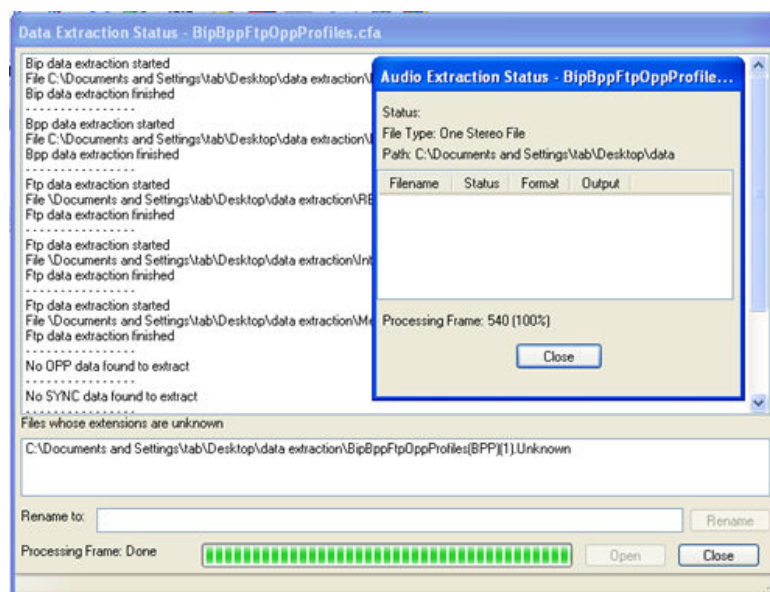 Data Extraction Status - BipBppFtpOppProfiles.cfa
Bip data extraction started
File C:\Documents and Settings\tab\Desktop\data extraction\
Bip data extraction finished
- - - - - - - - - - - - - - - -
Bpp data extraction started
File C:\Documents and Settings\tab\Desktop\data extraction\
Bpp data extraction finished
- - - - - - - - - - - - - - - -
Ftp data extraction started
File \Documents and Settings\tab\Desktop\data extraction\RE
Ftp data extraction finished
- - - - - - - - - - - - - - - -
Ftp data extraction started
File \Documents and Settings\tab\Desktop\data extraction\Int
Ftp data extraction finished
- - - - - - - - - - - - - - - -
Ftp data extraction started
File \Documents and Settings\tab\Desktop\data extraction\Me
Ftp data extraction finished
- - - - - - - - - - - - - - - -
No OPP data found to extract
- - - - - - - - - - - - - - - -
No SYNC data found to extract
- - - - - - - - - - - - - - - -
Audio Extraction Status - BipBppFtpOppProfile...
Status:
File Type: One Stereo File
Path: C:\Documents and Settings\tab\Desktop\data
Filename Status Format Output
Processing Frame: 540 (100%)
Close
Files whose extensions are unknown
C:\Documents and Settings\tab\Desktop\data extraction\BipBppFtpOppProfiles(BPP)(1).Unknown
Rename to:
Rename
Processing Frame: Done
Open
Close